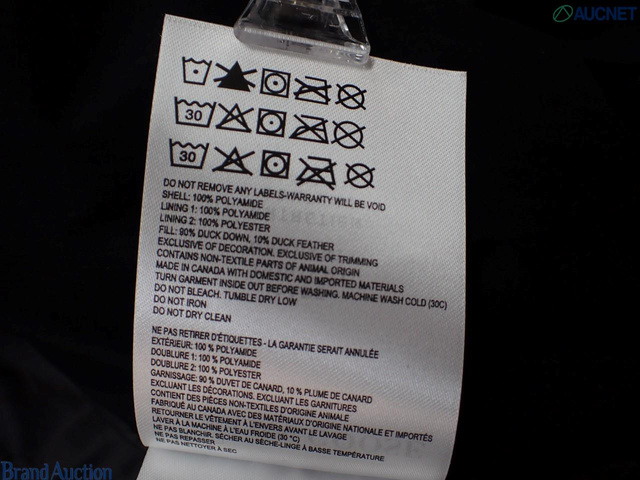 AUCNET
30
30
DO NOT REMOVE ANY LABELS-WARRANTY WILL BE VOID
SHELL: 100% POLYAMIDE
LINING 1: 100% POLYAMIDE
LINING 2: 100% POLYESTER
FILL: 90% DUCK DOWN, 10% DUCK FEATHER
EXCLUSIVE OF DECORATION. EXCLUSIVE OF TRIMMING
CONTAINS NON-TEXTILE PARTS OF ANIMAL ORIGIN
MADE IN CANADA WITH DOMESTIC AND IMPORTED MATERIALS
TURN GARMENT INSIDE OUT BEFORE WASHING. MACHINE WASH COLD (30C)
DO NOT BLEACH. TUMBLE DRY LOW
DO NOT IRON
DO NOT DRY CLEAN
NE PAS RETIRER D'ÉTIQUETTES - LA GARANTIE SERAIT ANNULÉE
EXTÉRIEUR: 100 % POLYAMIDE
DOUBLURE 1: 100 % POLYAMIDE
DOUBLURE 2: 100 % POLYESTER
GARNISSAGE: 90 % DUVET DE CANARD, 10 % PLUME DE CANARD
EXCLUANT LES DÉCORATIONS. EXCLUANT LES GARNITURES
CONTIENT DES PIÈCES NON-TEXTILES D'ORIGINE ANIMALE
FABRIQUÉ AU CANADA AVEC DES MATÉRIAUX D'ORIGINE NATIONALE ET IMPORTÉS
RETOURNER LE VÊTEMENT À L'ENVERS AVANT LE LAVAGE
LAVER À LA MACHINE À L'EAU FROIDE (30 °C)
NE PAS BLANCHIR, SÉCHER AU SÈCHE-LINGE À BASSE TEMPÉRATURE
NE PAS REPASSER
NE PAS NETTOYER À SEC
Brand Auction